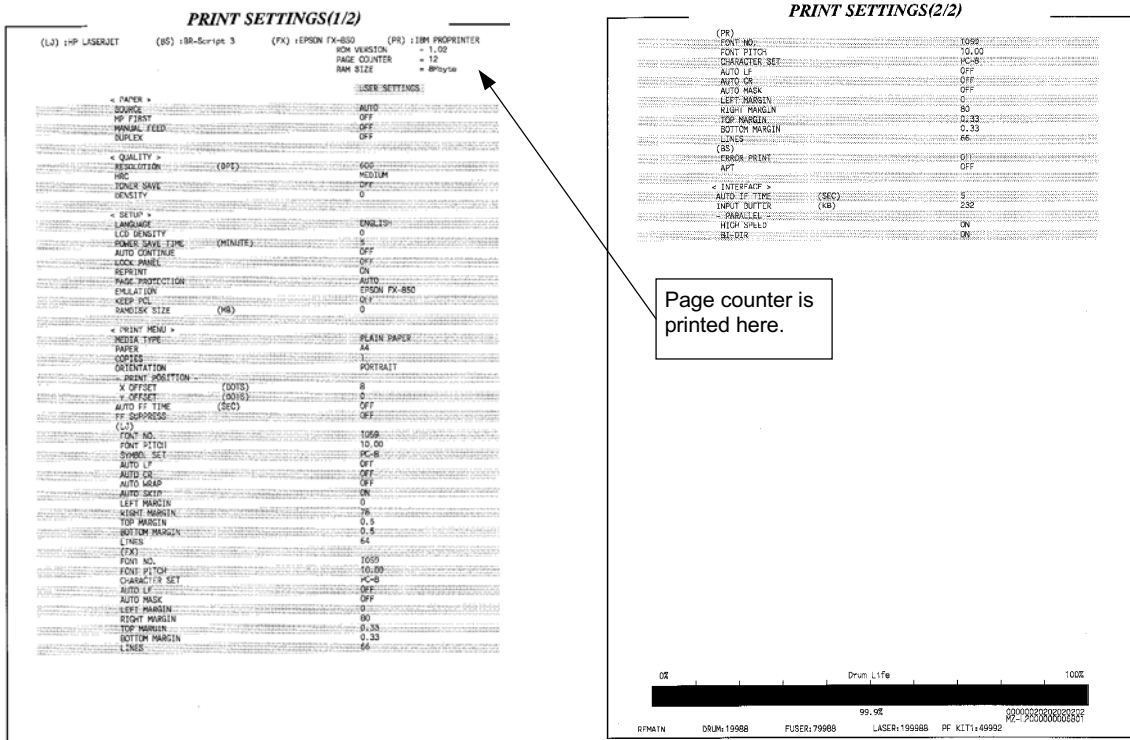 PRINT SETTINGS(1/2)
(LJ) :HP LASERJET (BS) :BR-Script 3 (FX) :EPSON FX-850 (PR) :IBM PROPRINTER
ROM VERSION = 1.02
PAGE COUNTER = 12
RAM SIZE = 8Mbyte
USER SETTINGS
< PAPER >
SOURCE AUTO
MP FIRST OFF
MANUAL FEED OFF
DUPLEX OFF
< QUALITY >
RESOLUTION (DPI) 600
HRC MEDIUM
TONER SAVE OFF
DENSITY 0
< SETUP >
LANGUAGE ENGLISH
LCD DENSITY 0
POWER SAVE TIME (MINUTE) 5
AUTO CONTINUE OFF
LOCK PANEL OFF
REPRINT ON
PAGE PROTECTION AUTO
EMULATION EPSON FX-850
KEEP PCL OFF
RAMDISK SIZE (MB) 0
< PRINT MENU >
MEDIA TYPE PLAIN PAPER
PAPER A4
COPIES 1
ORIENTATION PORTRAIT
- PRINT POSITION -
X OFFSET (DOTS) 8
Y OFFSET (DOTS) 0
AUTO FF TIME (SEC) OFF
FF SUPPRESS OFF
(LJ)
FONT NO. I059
FONT PITCH 10.00
SYMBOL SET PC-8
AUTO LF OFF
AUTO CR OFF
AUTO WRAP OFF
AUTO SKIP ON
LEFT MARGIN 0
RIGHT MARGIN 78
TOP MARGIN 0.5
BOTTOM MARGIN 0.5
LINES 64
(FX)
FONT NO. I059
FONT PITCH 10.00
CHARACTER SET PC-8
AUTO LF OFF
AUTO MASK OFF
LEFT MARGIN 0
RIGHT MARGIN 80
TOP MARGIN 0.33
BOTTOM MARGIN 0.33
LINES 66
PRINT SETTINGS(2/2)
(PR)
FONT NO. I059
FONT PITCH 10.00
CHARACTER SET PC-8
AUTO LF OFF
AUTO CR OFF
AUTO MASK OFF
LEFT MARGIN 0
RIGHT MARGIN 80
TOP MARGIN 0.33
BOTTOM MARGIN 0.33
LINES 66
(BS)
ERROR PRINT
APT OFF
< INTERFACE >
AUTO IF TIME (SEC) 5
INPUT BUFFER (KB) 232
- PARALLEL -
HIGH SPEED ON
BI-DIR ON
Page counter is
printed here.
0% Drum Life 100%
99.9%
REMAIN DRUM:19988 FUSER:79988 LASER:199988 PF KIT1:49992